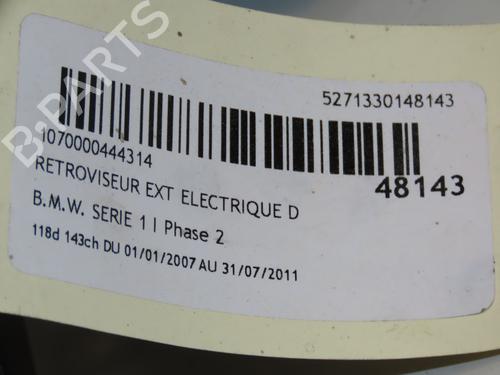 B-PARTS
5271330148143
1070000444314
48143
RETROVISEUR EXT ELECTRIQUE D
B.M.W. SERIE 1 I Phase 2
118d 143ch DU 01/01/2007 AU 31/07/2011